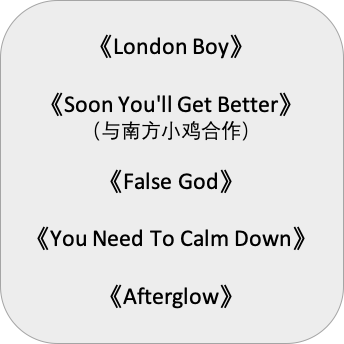 《London Boy》
《Soon You'll Get Better》
（与南方小鸡合作）
《False God》
《You Need To Calm Down》
《Afterglow》